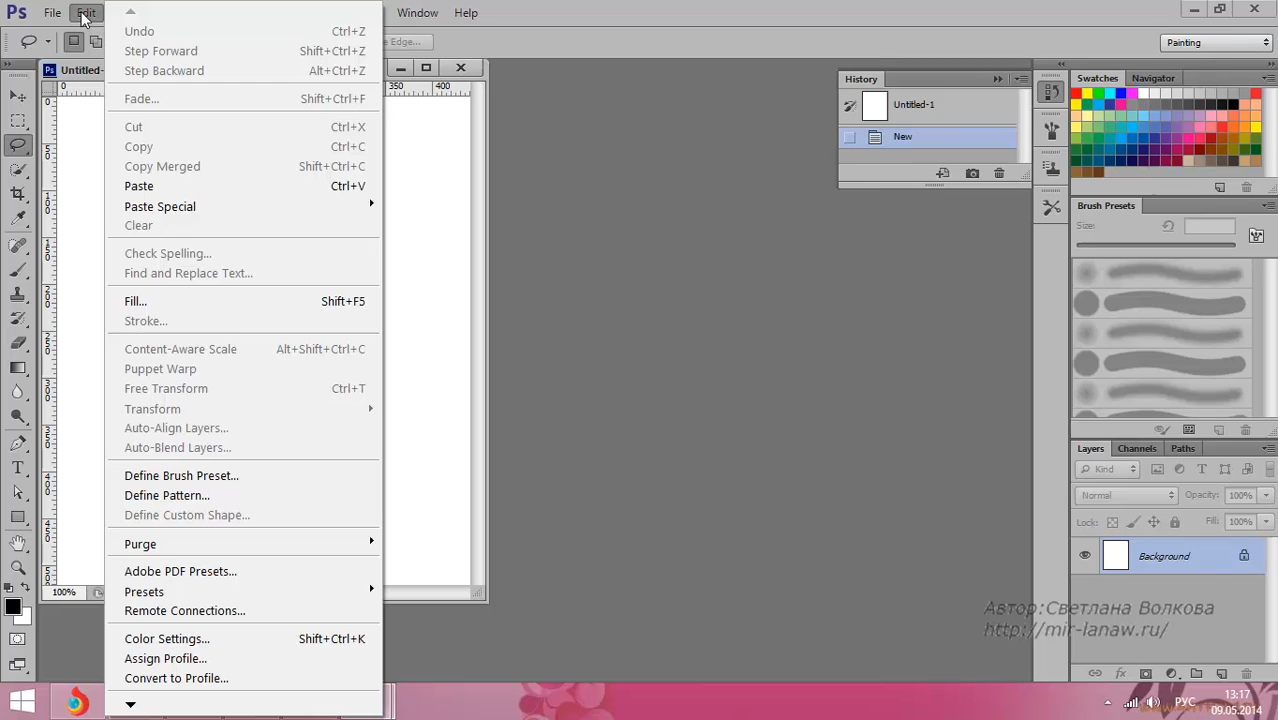 Ps File Edit Window Help
Edge...
Painting
Untitled-
0 350 400
History
Untitled-1
New
Swatches Navigator
Brush Presets
Size:
Undo Ctrl+Z
Step Forward Shift+Ctrl+Z
Step Backward Alt+Ctrl+Z
Fade... Shift+Ctrl+F
Cut Ctrl+X
Copy Ctrl+C
Copy Merged Shift+Ctrl+C
Paste Ctrl+V
Paste Special
Clear
Check Spelling...
Find and Replace Text...
Fill... Shift+F5
Stroke...
Content-Aware Scale Alt+Shift+Ctrl+C
Puppet Warp
Free Transform Ctrl+T
Transform
Auto-Align Layers...
Auto-Blend Layers...
Define Brush Preset...
Define Pattern...
Define Custom Shape...
Purge
Adobe PDF Presets...
Presets
Remote Connections...
Color Settings... Shift+Ctrl+K
Assign Profile...
Convert to Profile...
100%
Layers Channels Paths
Kind
Normal Opacity: 100%
Lock: Fill: 100%
Background
Автор:Светлана Волкова
http://mir-lanaw.ru/
РУС
13:17
09.05.2014